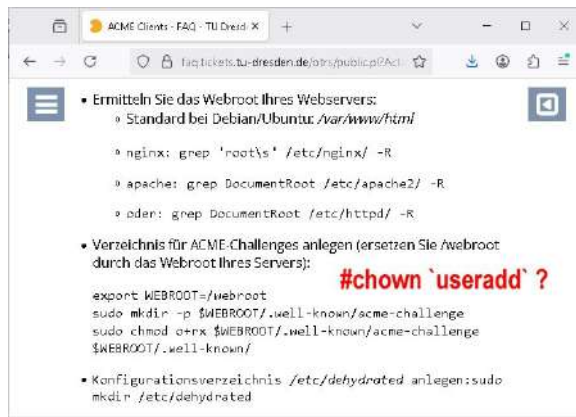 ACME Clients - FAQ - TU Dresd
faq.tickets.tu-dresden.de/otrs/public.pl?Act
• Ermitteln Sie das Webroot Ihres Webservers:
Standard bei Debian/Ubuntu: /var/www/html
nginx: grep 'root\s' /etc/nginx/ -R
apache: grep DocumentRoot /etc/apache2/ -R
oder: grep DocumentRoot /etc/httpd/ -R
• Verzeichnis für ACME-Challenges anlegen (ersetzen Sie /webroot
durch das Webroot Ihres Servers):
#chown `useradd` ?
export WEBROOT=/webroot
sudo mkdir -p $WEBROOT/.well-known/acme-challenge
sudo chmod o+rx $WEBROOT/.well-known/acme-challenge
$WEBROOT/.well-known/
• Konfigurationsverzeichnis /etc/dehydrated anlegen:sudo
mkdir /etc/dehydrated